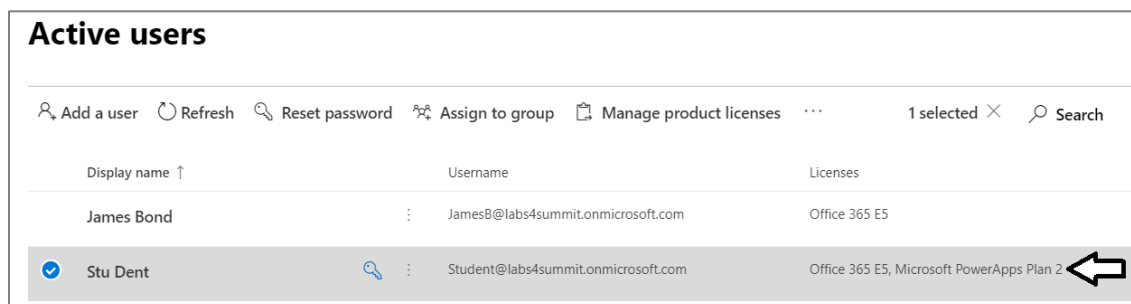 Active users
Add a user Refresh Reset password Assign to group Manage product licenses ... 1 selected Search
Display name ↑ Username Licenses
James Bond JamesB@labs4summit.onmicrosoft.com Office 365 E5
Stu Dent Student@labs4summit.onmicrosoft.com Office 365 E5, Microsoft PowerApps Plan 2